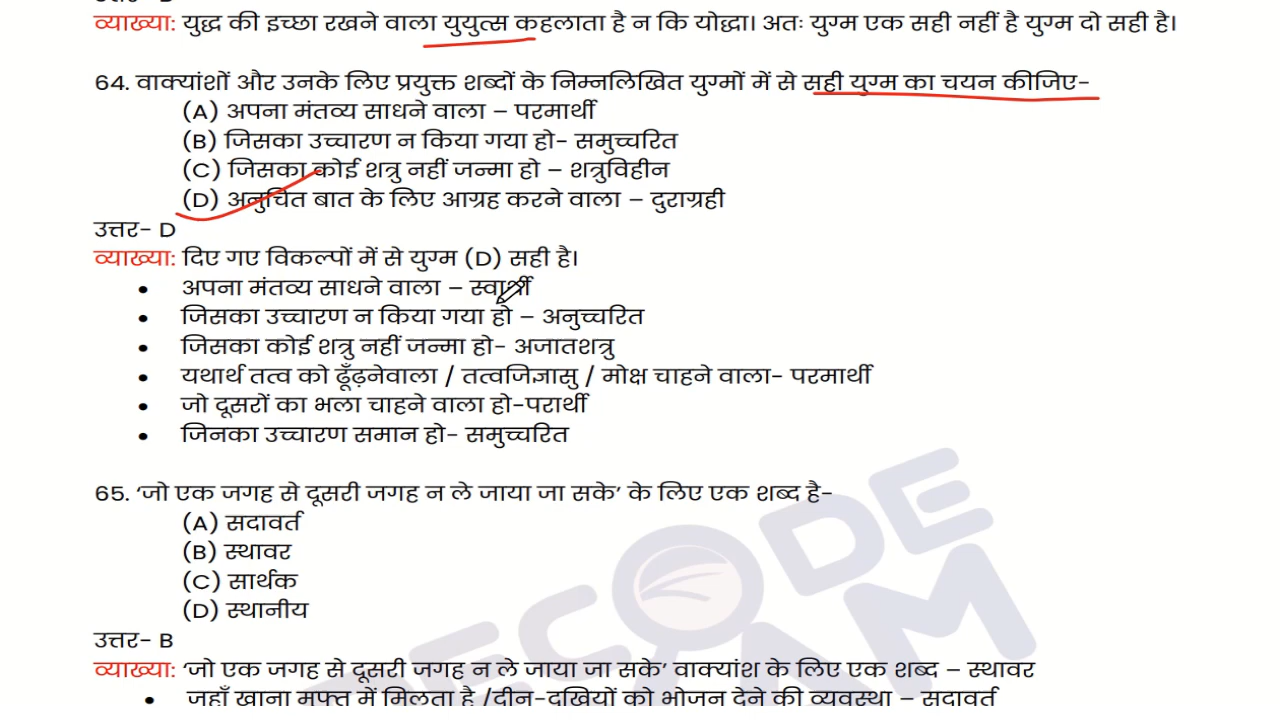 व्याख्या: युद्ध की इच्छा रखने वाला युयुत्स कहलाता है न कि योद्धा। अतः युग्म एक सही नहीं है युग्म दो सही है।
64. वाक्यांशों और उनके लिए प्रयुक्त शब्दों के निम्नलिखित युग्मों में से सही युग्म का चयन कीजिए-
(A) अपना मंतव्य साधने वाला – परमार्थी
(B) जिसका उच्चारण न किया गया हो- समुच्चरित
(C) जिसका कोई शत्रु नहीं जन्मा हो – शत्रुविहीन
(D) अनुचित बात के लिए आग्रह करने वाला – दुराग्रही
उत्तर- D
व्याख्या: दिए गए विकल्पों में से युग्म (D) सही है।
• अपना मंतव्य साधने वाला – स्वार्थी
• जिसका उच्चारण न किया गया हो – अनुच्चरित
• जिसका कोई शत्रु नहीं जन्मा हो- अजातशत्रु
• यथार्थ तत्व को ढूँढ़नेवाला / तत्वजिज्ञासु / मोक्ष चाहने वाला- परमार्थी
• जो दूसरों का भला चाहने वाला हो-परार्थी
• जिनका उच्चारण समान हो- समुच्चरित
65. ‘जो एक जगह से दूसरी जगह न ले जाया जा सके’ के लिए एक शब्द है-
(A) सदावर्त
(B) स्थावर
(C) सार्थक
(D) स्थानीय
उत्तर- B
व्याख्या: ‘जो एक जगह से दूसरी जगह न ले जाया जा सके’ वाक्यांश के लिए एक शब्द – स्थावर
• जहाँ खाना मुफ्त में मिलता है /दीन-दुखियों को भोजन देने की व्यवस्था – सदावर्त